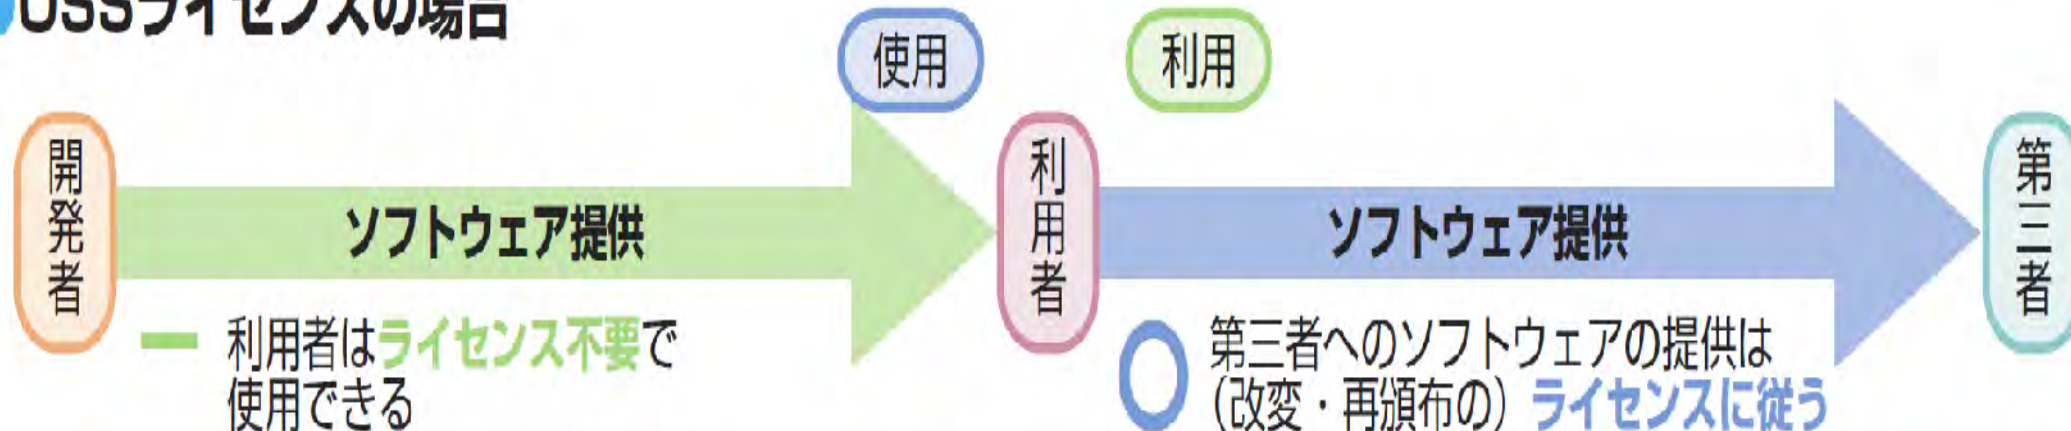 OSSライセンスの場合
使用
利用
開発者
ソフトウェア提供
利用者
ソフトウェア提供
第三者
利用者はライセンス不要で
使用できる
第三者へのソフトウェアの提供は
(改変・再頒布の) ライセンスに従う